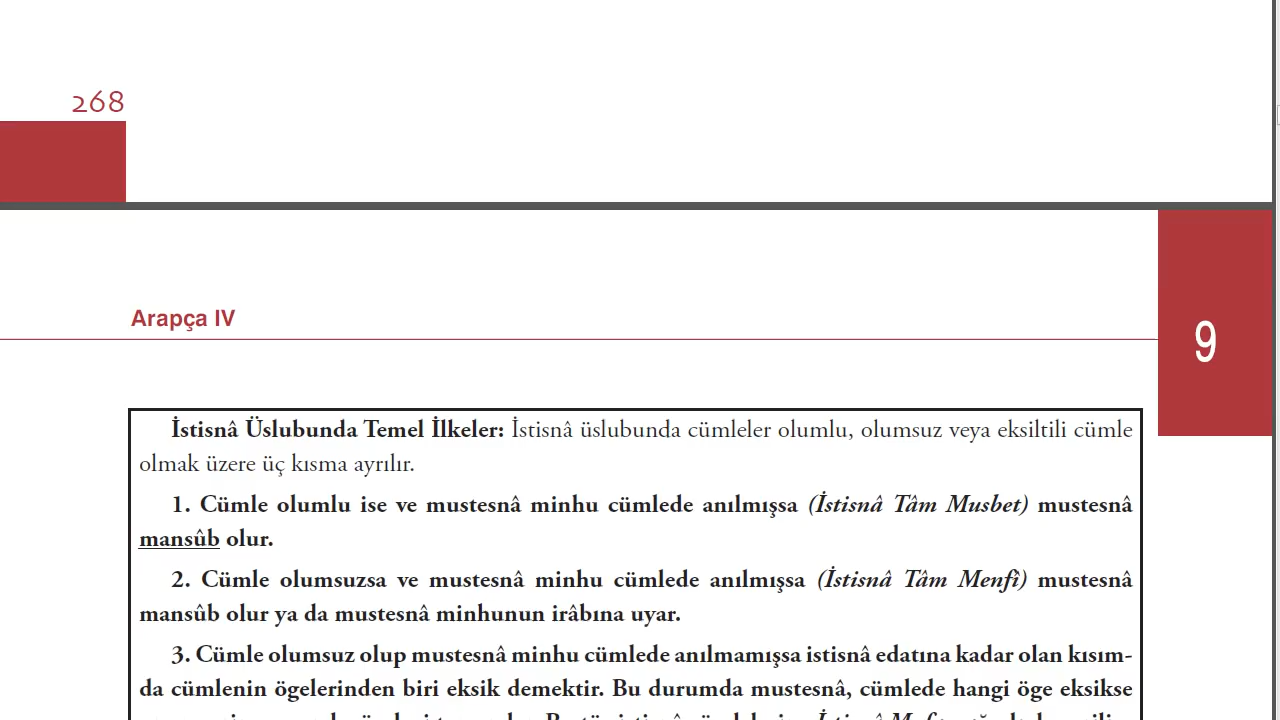 268
Arapça IV
9
İstisnâ Üslubunda Temel İlkeler: İstisnâ üslubunda cümleler olumlu, olumsuz veya eksiltili cümle
olmak üzere üç kısma ayrılır.
1. Cümle olumlu ise ve mustesnâ minhu cümlede anılmışsa (İstisnâ Tâm Musbet) mustesnâ
mansûb olur.
2. Cümle olumsuzsa ve mustesnâ minhu cümlede anılmışsa (İstisnâ Tâm Menfî) mustesnâ
mansûb olur ya da mustesnâ minhunun irâbına uyar.
3. Cümle olumsuz olup mustesnâ minhu cümlede anılmamışsa istisnâ edatına kadar olan kısım-
da cümlenin ögelerinden biri eksik demektir. Bu durumda mustesnâ, cümlede hangi öge eksikse